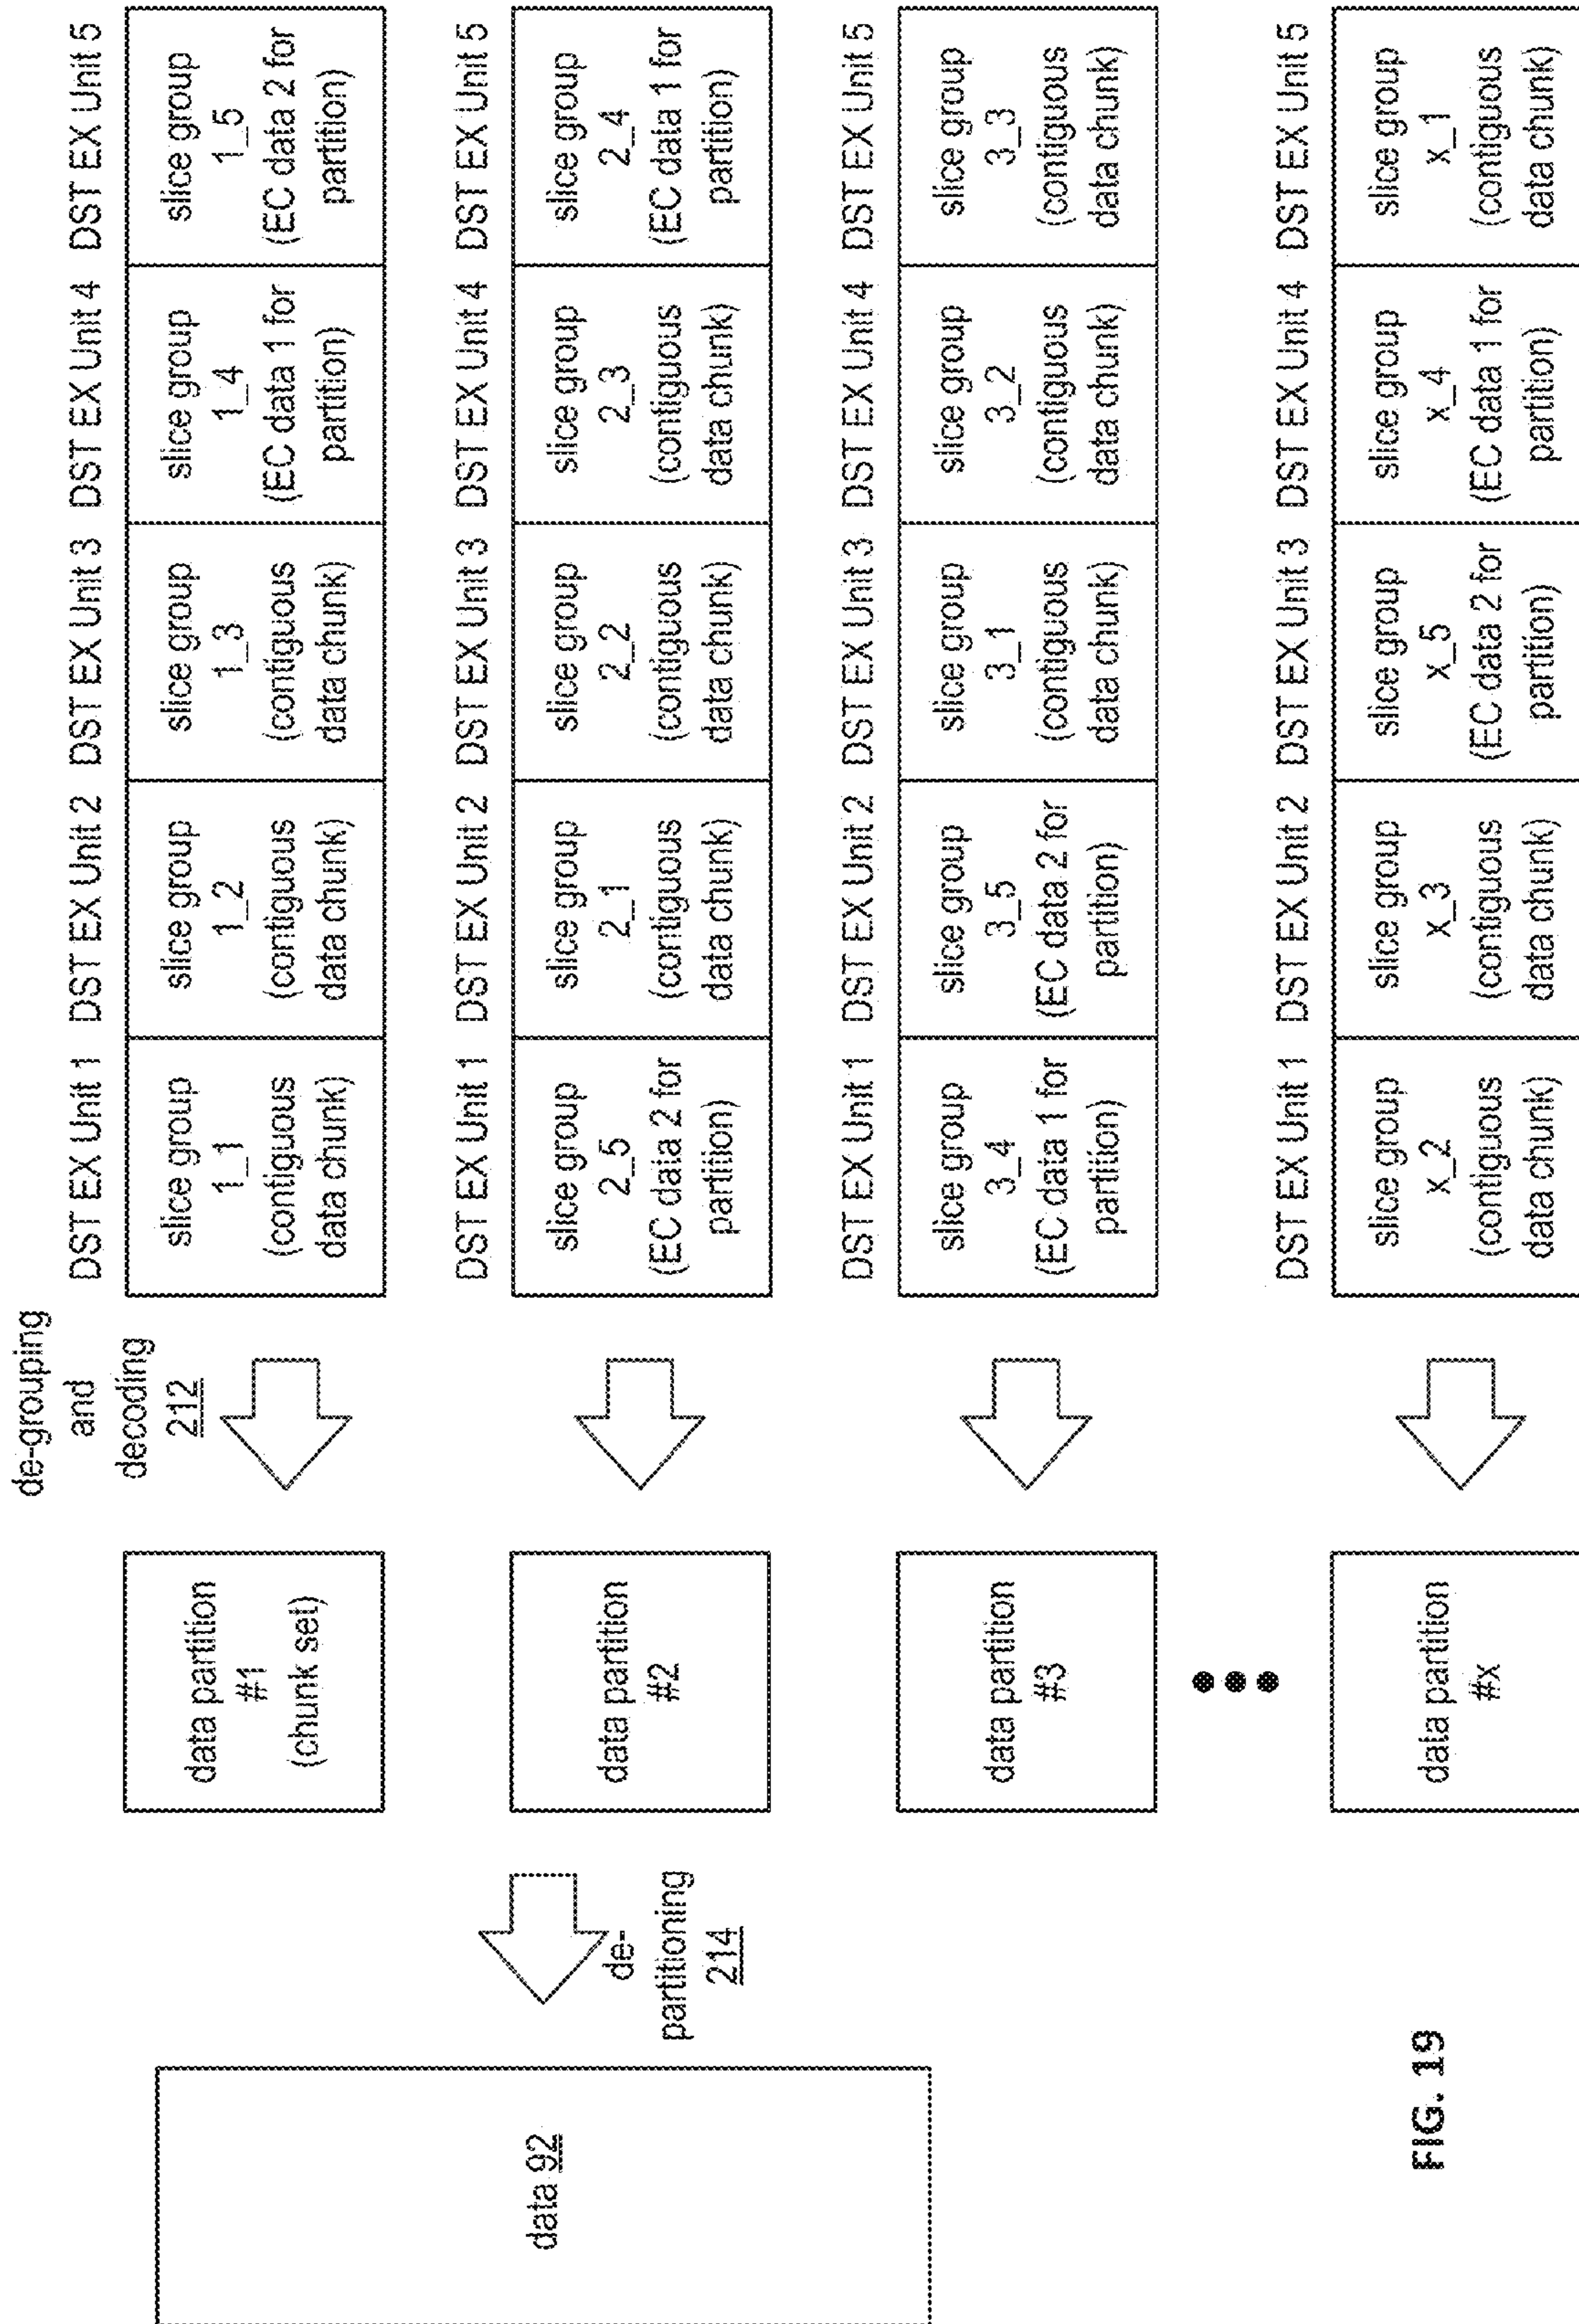 de-grouping
and
decoding
212
DST EX Unit 1 DST EX Unit 2 DST EX Unit 3 DST EX Unit 4 DST EX Unit 5
data partition
#1
(chunk set)
slice group
1_1
(contiguous
data chunk)
slice group
1_2
(contiguous
data chunk)
slice group
1_3
(contiguous
data chunk)
slice group
1_4
(EC data 1 for
partition)
slice group
1_5
(EC data 2 for
partition)
data 92
de-
partitioning
214
DST EX Unit 1 DST EX Unit 2 DST EX Unit 3 DST EX Unit 4 DST EX Unit 5
data partition
#2
slice group
2_5
(EC data 2 for
partition)
slice group
2_1
(contiguous
data chunk)
slice group
2_2
(contiguous
data chunk)
slice group
2_3
(contiguous
data chunk)
slice group
2_4
(EC data 1 for
partition)
DST EX Unit 1 DST EX Unit 2 DST EX Unit 3 DST EX Unit 4 DST EX Unit 5
data partition
#3
slice group
3_4
(EC data 1 for
partition)
slice group
3_5
(EC data 2 for
partition)
slice group
3_1
(contiguous
data chunk)
slice group
3_2
(contiguous
data chunk)
slice group
3_3
(contiguous
data chunk)
DST EX Unit 1 DST EX Unit 2 DST EX Unit 3 DST EX Unit 4 DST EX Unit 5
data partition
#x
slice group
x_2
(contiguous
data chunk)
slice group
x_3
(contiguous
data chunk)
slice group
x_5
(EC data 2 for
partition)
slice group
x_4
(EC data 1 for
partition)
slice group
x_1
(contiguous
data chunk)
FIG. 19